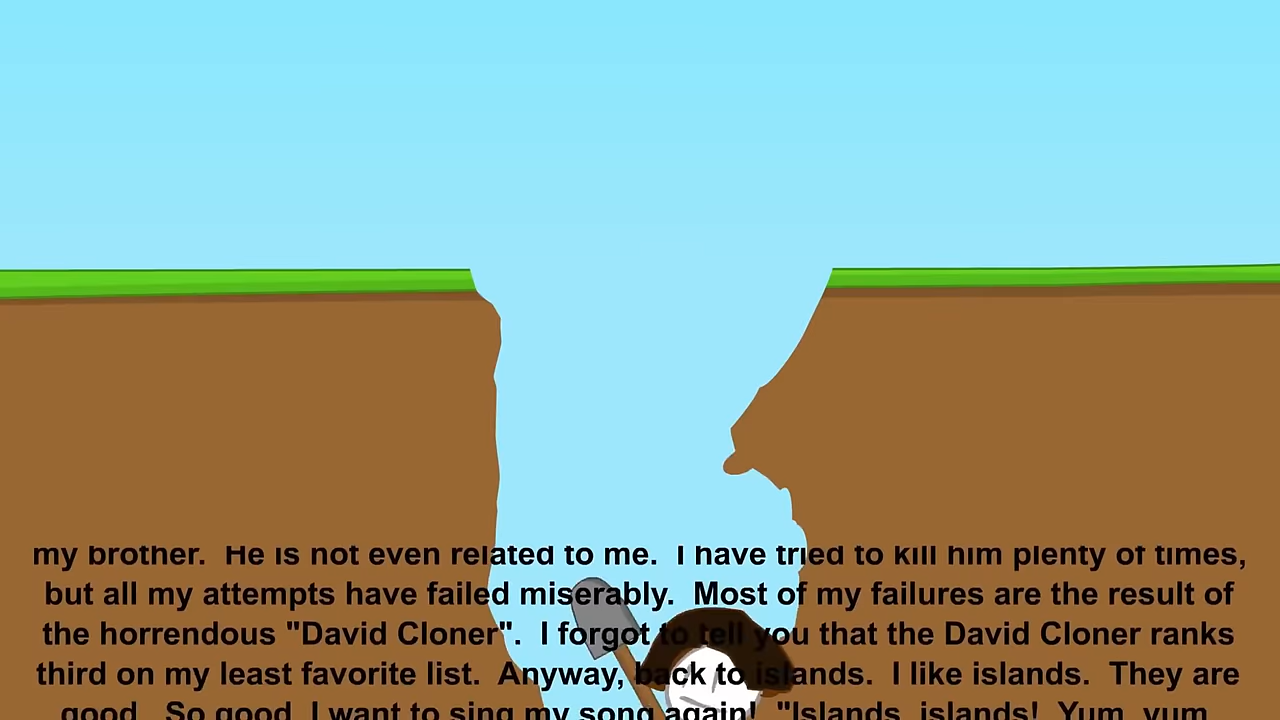 my brother.  He is not even related to me.  I have tried to kill him plenty of times,
but all my attempts have failed miserably.  Most of my failures are the result of
the horrendous "David Cloner".  I forgot to tell you that the David Cloner ranks
third on my least favorite list.  Anyway, back to islands.  I like islands.  They are
good.  So good, I want to sing my song again!  "Islands, islands!  Yum, yum,